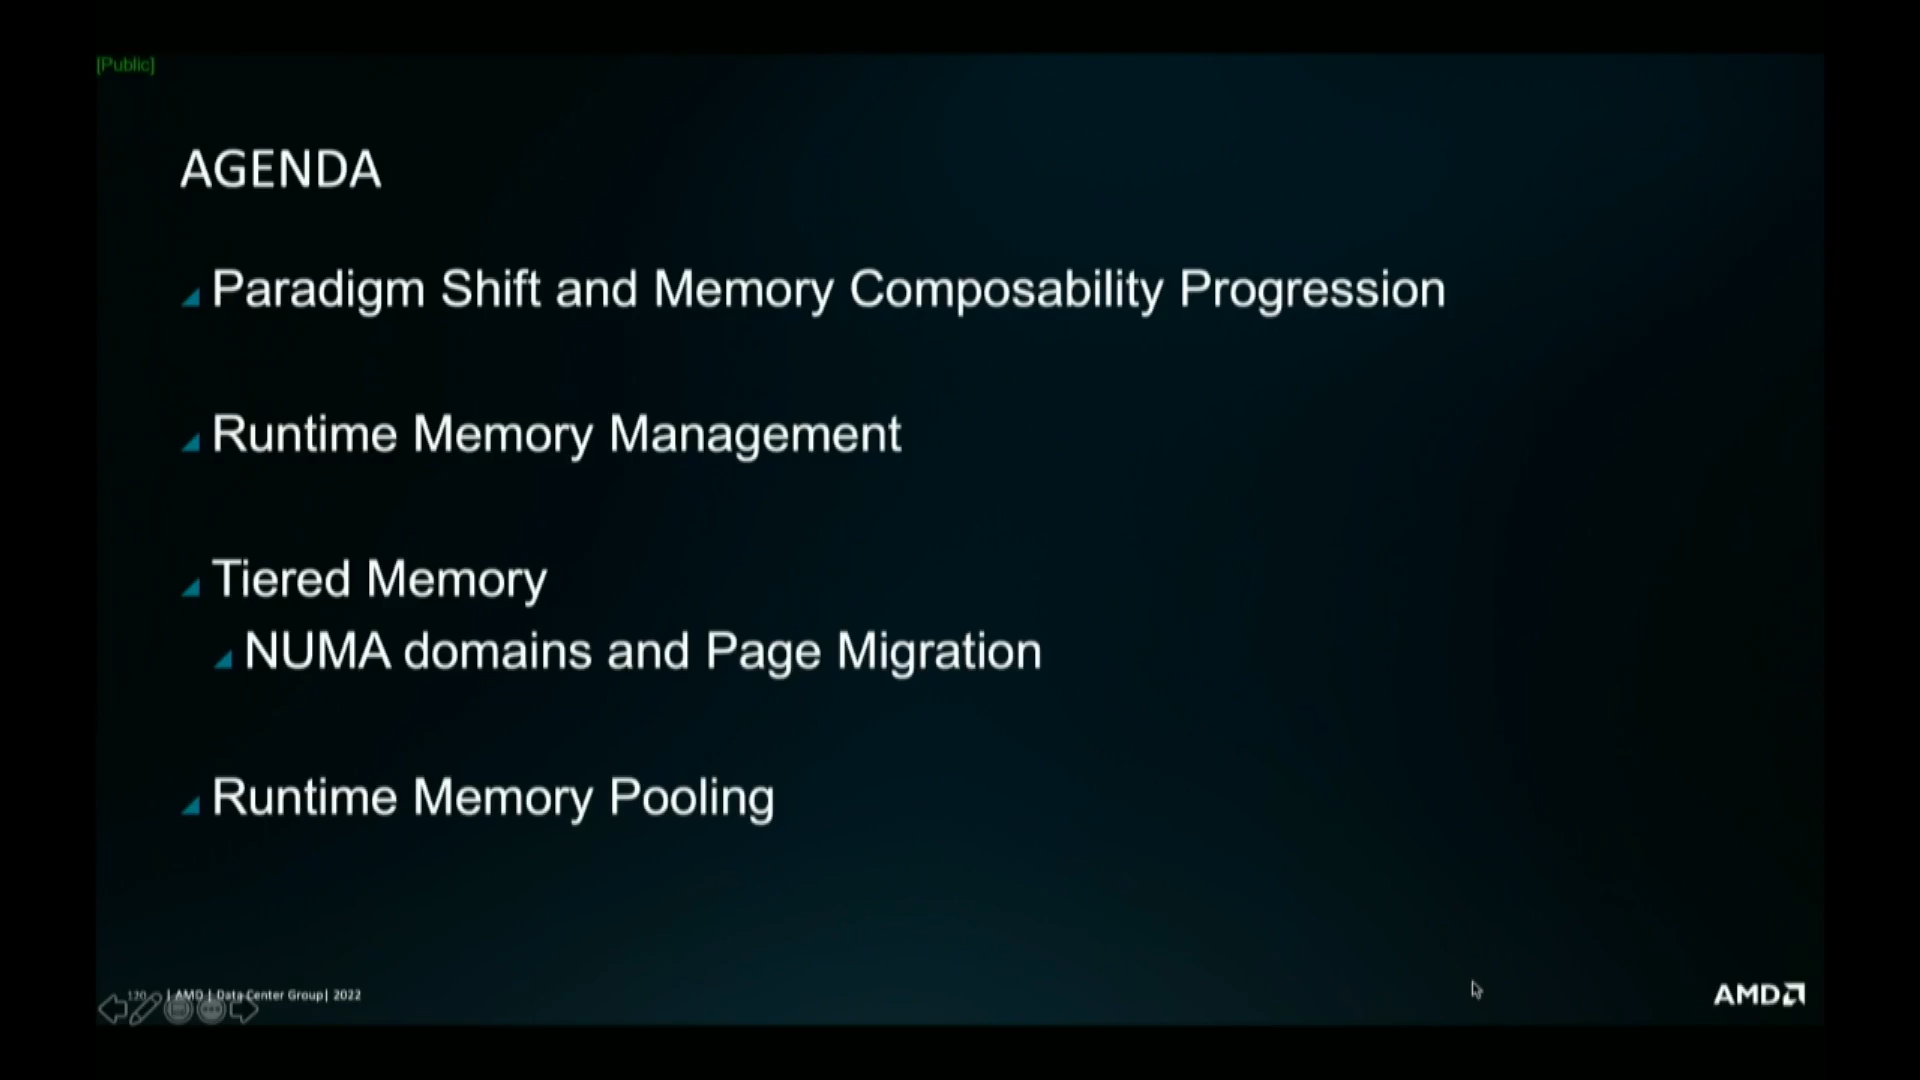 [Public]
AGENDA
Paradigm Shift and Memory Composability Progression
Runtime Memory Management
Tiered Memory
NUMA domains and Page Migration
Runtime Memory Pooling
| AMD | Data Center Group| 2022
AMD